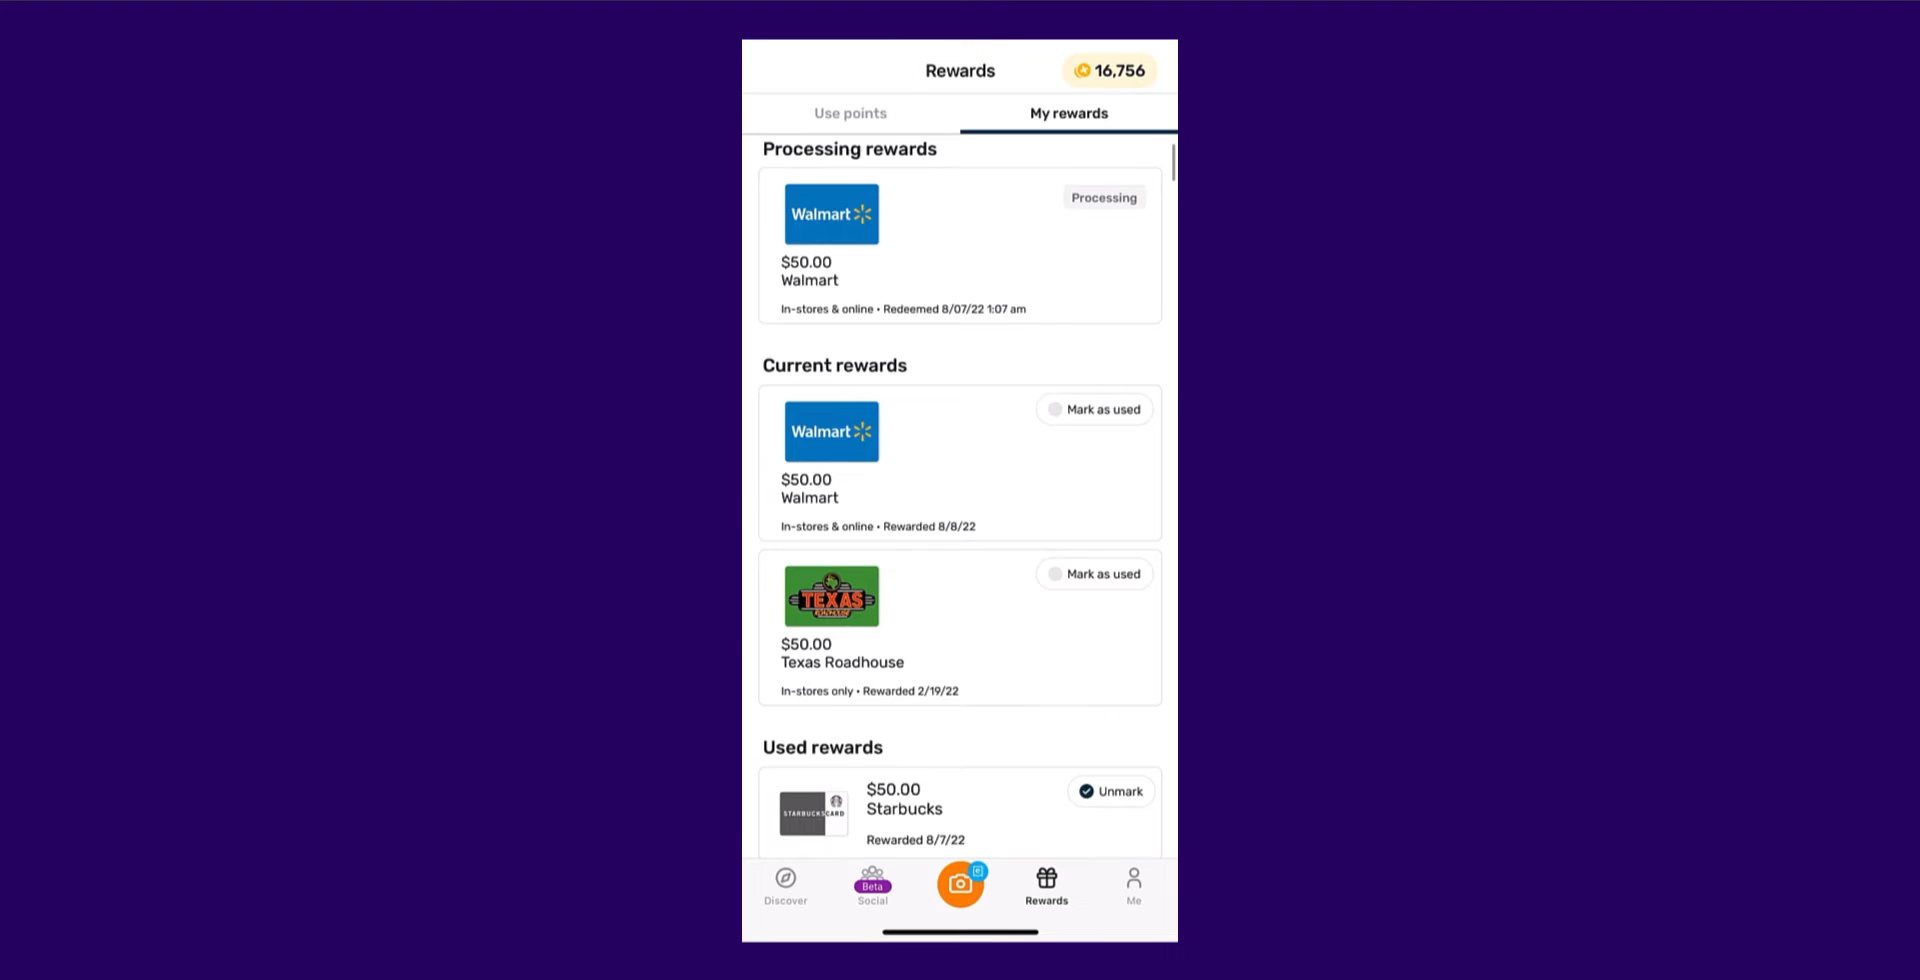 Rewards
16,756
Use points
My rewards
Processing rewards
Walmart
Processing
$50.00
Walmart
In-stores & online • Redeemed 8/07/22 1:07 am
Current rewards
Walmart
Mark as used
$50.00
Walmart
In-stores & online • Rewarded 8/8/22
TEXAS
ROADHOUSE
Mark as used
$50.00
Texas Roadhouse
In-stores only • Rewarded 2/19/22
Used rewards
STARBUCKS CARD
$50.00
Starbucks
Rewarded 8/7/22
Unmark
Discover
Beta
Social
Rewards
Me